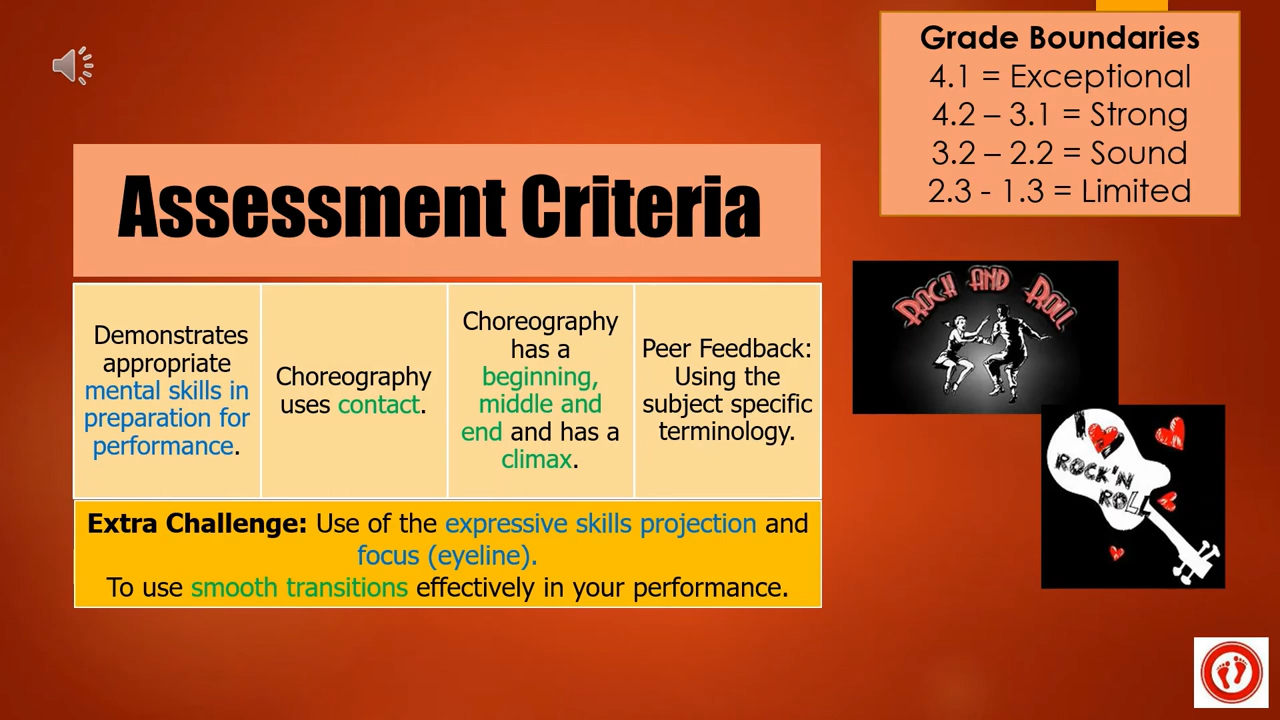 Grade Boundaries
4.1 = Exceptional
4.2 – 3.1 = Strong
3.2 – 2.2 = Sound
2.3 - 1.3 = Limited
Assessment Criteria
Demonstrates
appropriate
mental skills in
preparation for
performance.
Choreography
uses contact.
Choreography
has a
beginning,
middle and
end and has a
climax.
Peer Feedback:
Using the
subject specific
terminology.
Extra Challenge: Use of the expressive skills projection and
focus (eyeline).
To use smooth transitions effectively in your performance.
ROCK AND ROLL
I
ROCK'N
ROLL